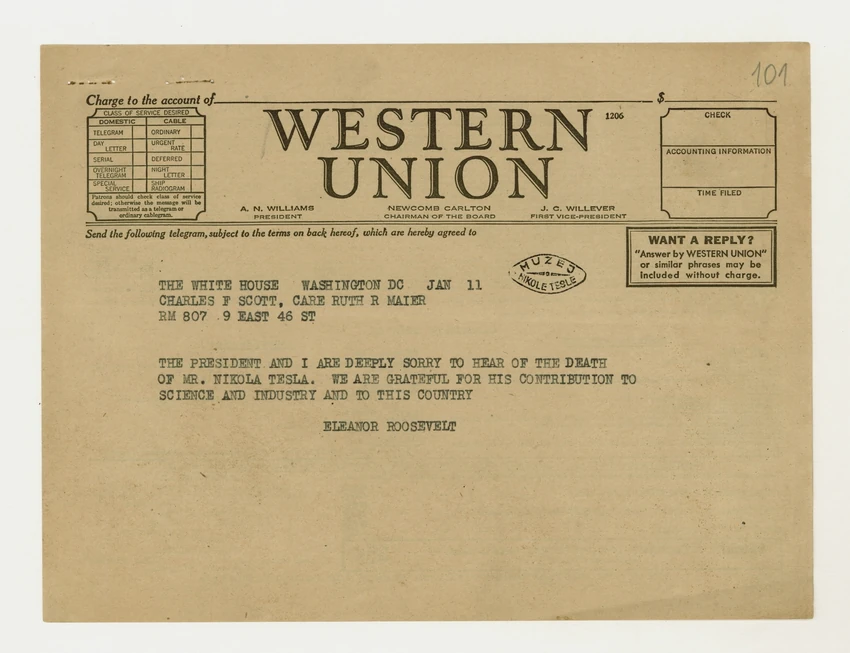 101
Charge to the account of
$
CLASS OF SERVICE DESIRED
DOMESTIC CABLE
TELEGRAM ORDINARY
DAY LETTER URGENT RATE
SERIAL DEFERRED
OVERNIGHT TELEGRAM NIGHT LETTER
SPECIAL SERVICE SHIP RADIOGRAM
Patrons should check class of service
desired; otherwise the message will be
transmitted as a telegram or
ordinary cablegram.
WESTERN
UNION
1206
A. N. WILLIAMS
PRESIDENT
NEWCOMB CARLTON
CHAIRMAN OF THE BOARD
J. C. WILLEVER
FIRST VICE-PRESIDENT
CHECK
ACCOUNTING INFORMATION
TIME FILED
Send the following telegram, subject to the terms on back hereof, which are hereby agreed to
WANT A REPLY?
"Answer by WESTERN UNION"
or similar phrases may be
included without charge.
MUZEJ
NIKOLE TESLE
THE WHITE HOUSE WASHINGTON DC JAN 11
CHARLES F SCOTT, CARE RUTH R MAIER
RM 807 9 EAST 46 ST
THE PRESIDENT AND I ARE DEEPLY SORRY TO HEAR OF THE DEATH
OF MR. NIKOLA TESLA. WE ARE GRATEFUL FOR HIS CONTRIBUTION TO
SCIENCE AND INDUSTRY AND TO THIS COUNTRY
ELEANOR ROOSEVELT